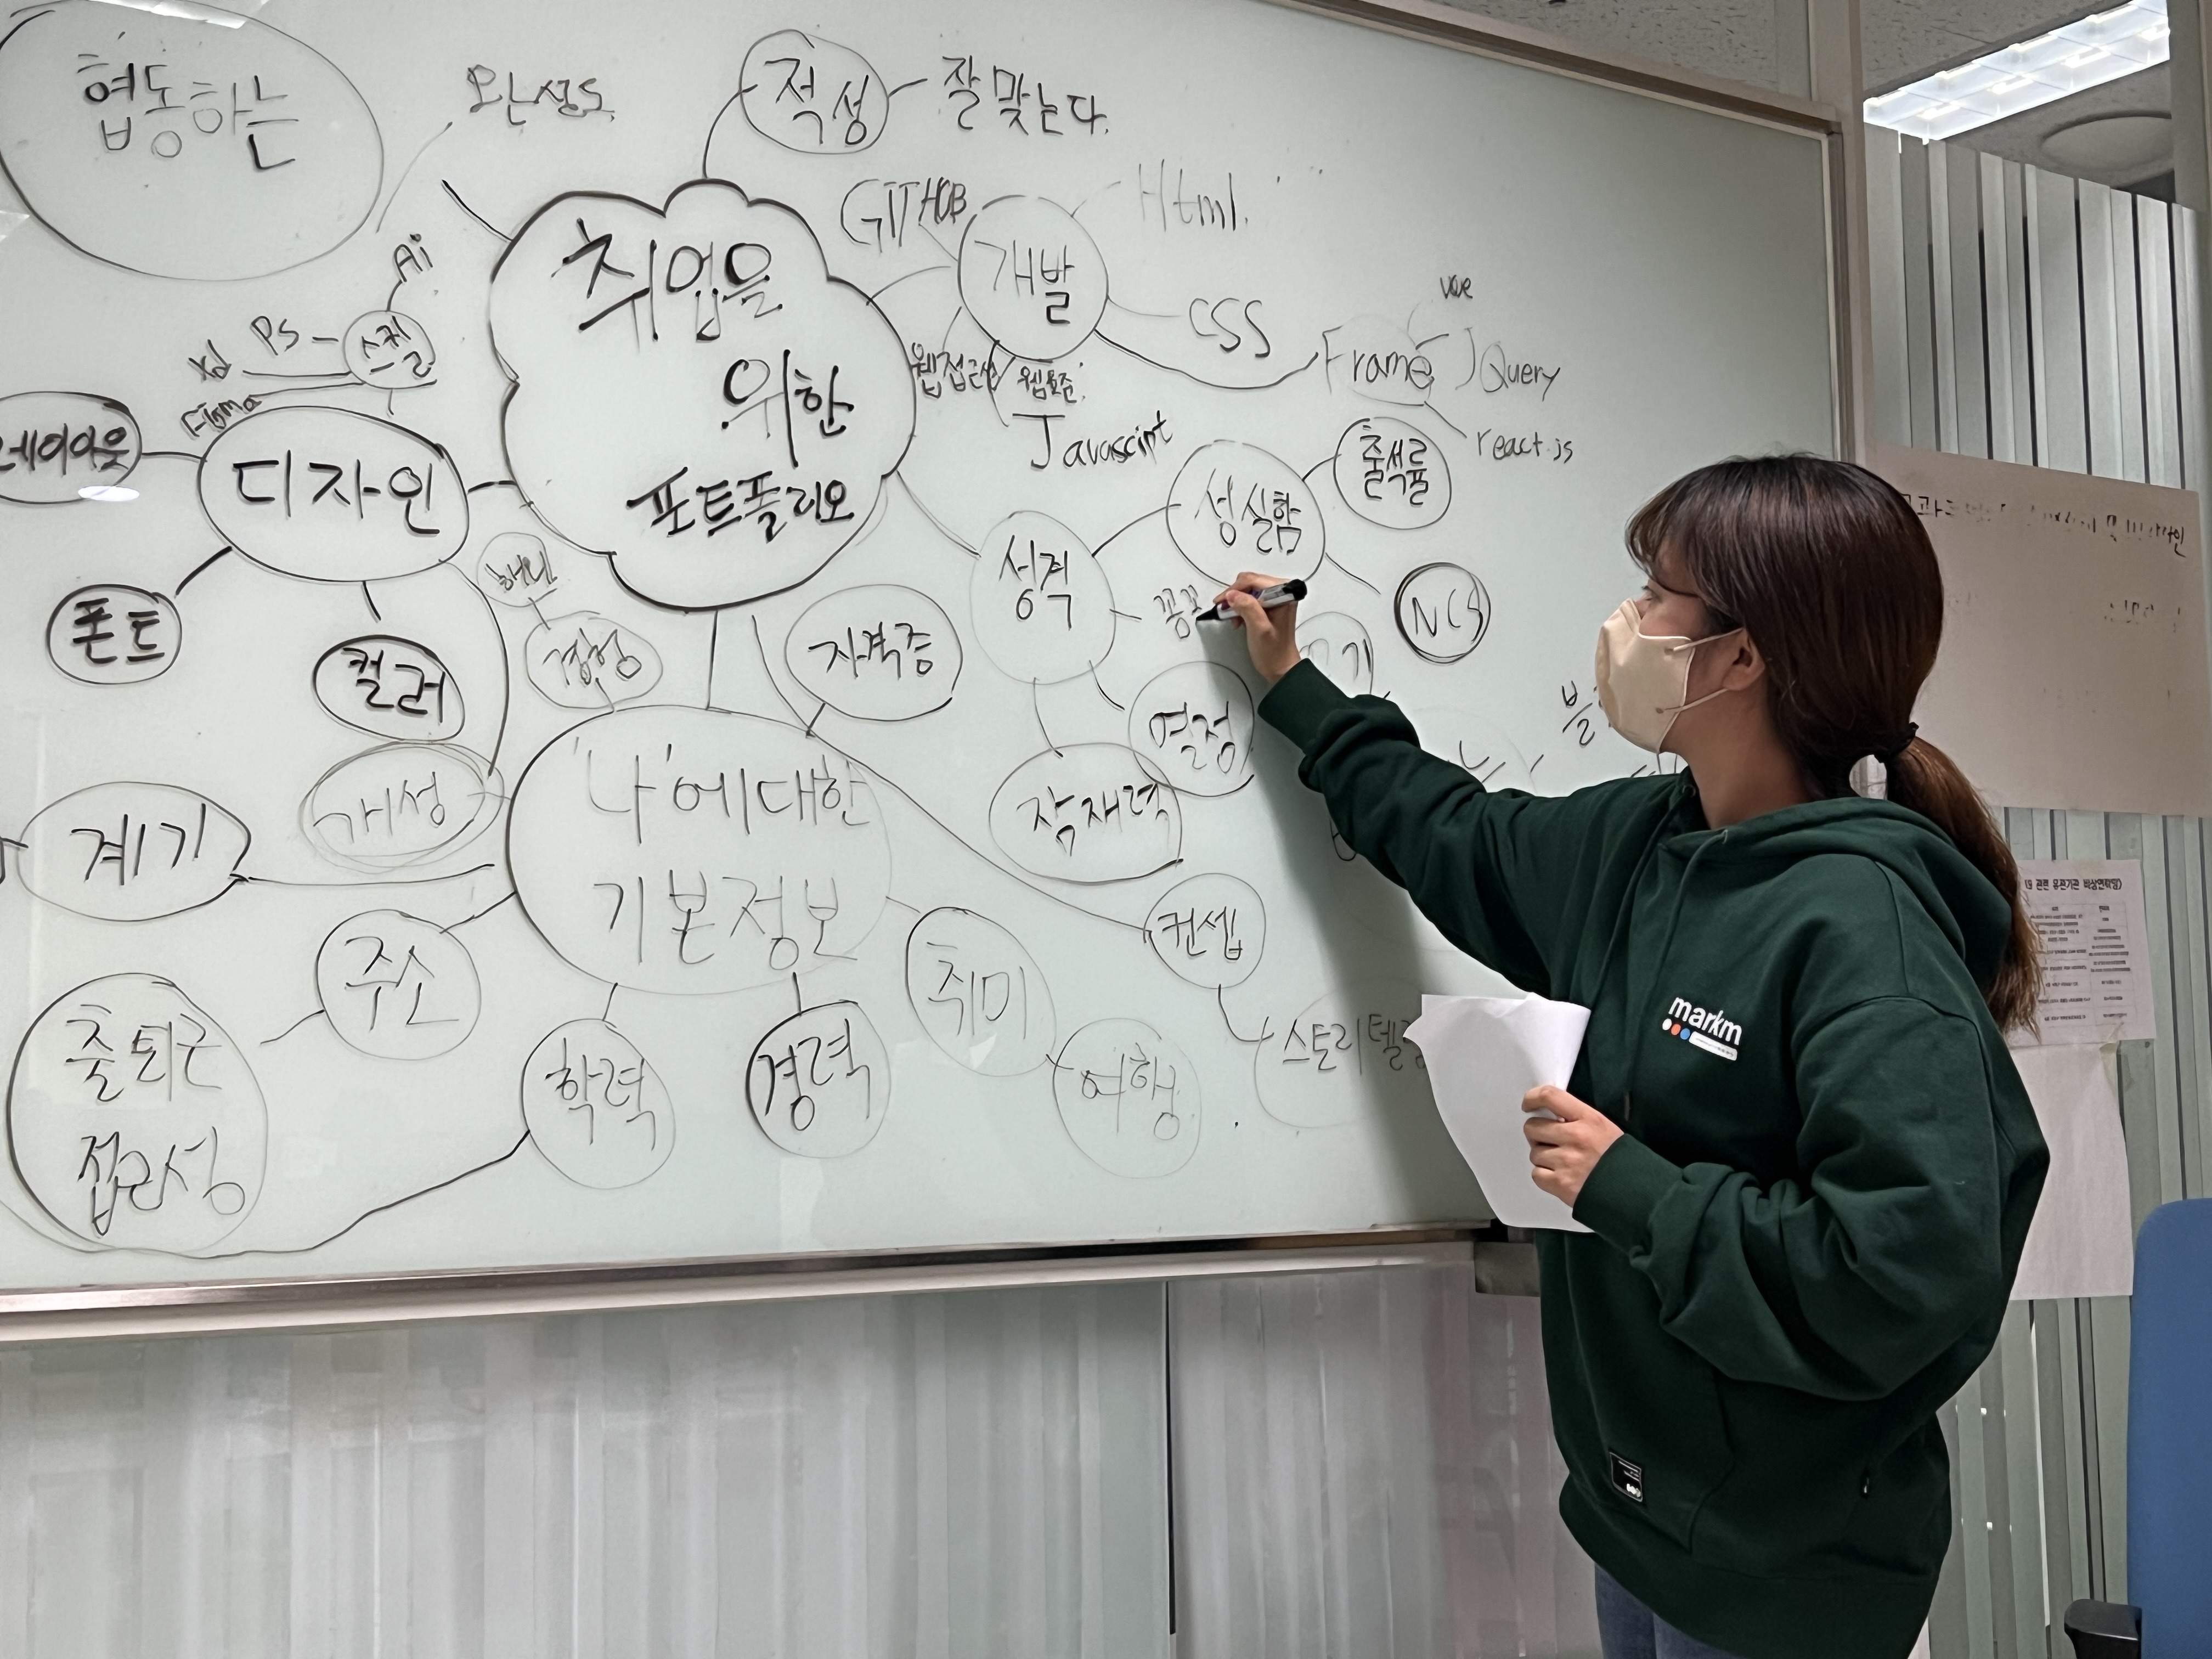 협동하는
완성도
적성
잘 맞는다.
GITHUB
Html.
개발
CSS
vue
Frame
JQuery
react.js
웹접근성
웹표준
Javascript
취업을
위한
포트폴리오
Ai
Ps
Xd
Figma
스킬
레이아웃
디자인
폰트
컬러
성격
성실함
출석률
NCS
꼼꼼
열정
잠재력
자격증
경험
해외
개성
계기
'나'에 대한
기본정보
주소
출퇴근
접근성
학력
경력
취미
여행
컨셉
스토리텔링
markm